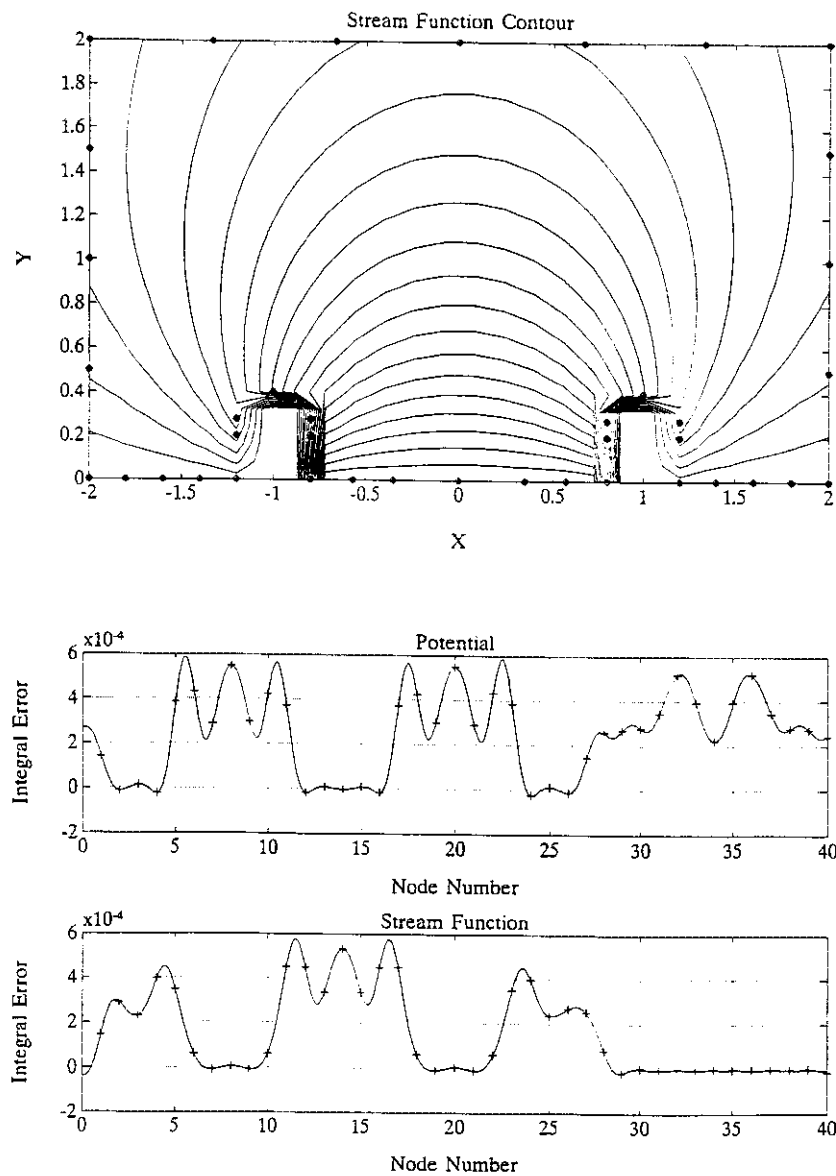 Stream Function Contour
2
1.8
1.6
1.4
1.2
1
0.8
0.6
0.4
0.2
0
Y
-2 -1.5 -1 -0.5 0 0.5 1 1.5 2
X
x10-4
Potential
6
4
2
0
-2
Integral Error
0 5 10 15 20 25 30 35 40
Node Number
x10-4
Stream Function
6
4
2
0
-2
Integral Error
0 5 10 15 20 25 30 35 40
Node Number